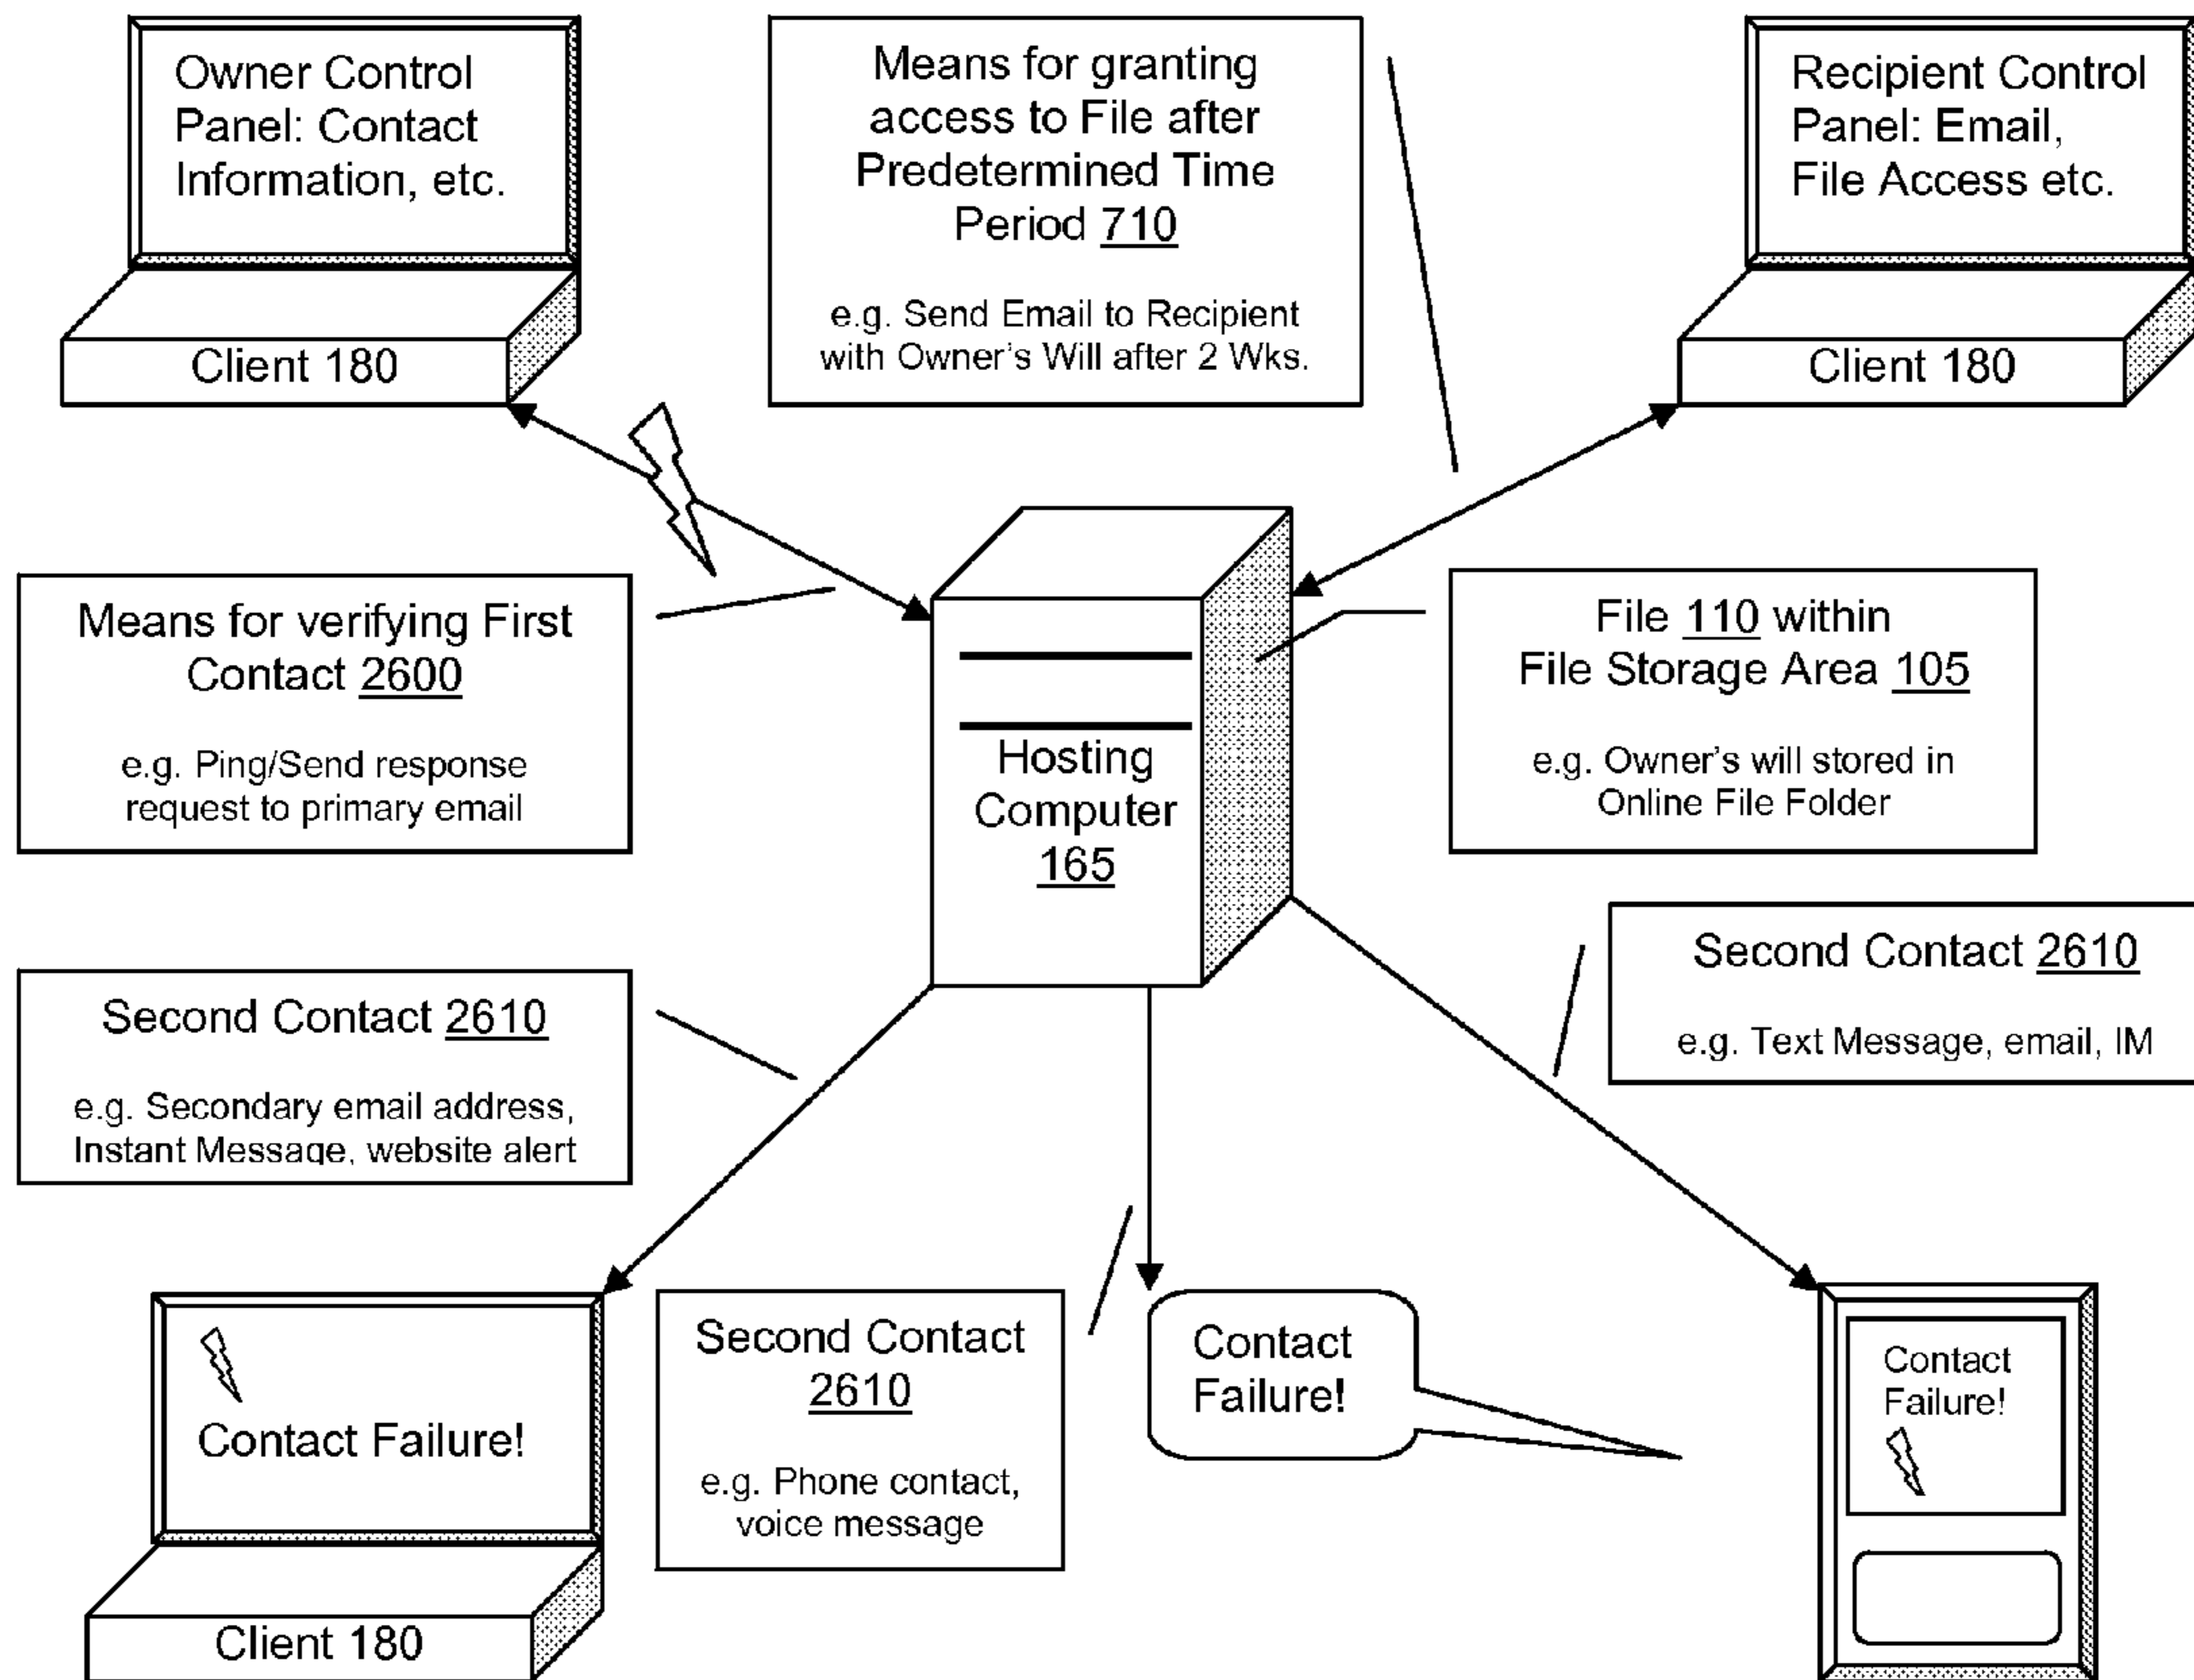 Owner Control
Panel: Contact
Information, etc.
Client 180
Means for granting
access to File after
Predetermined Time
Period 710
e.g. Send Email to Recipient
with Owner's Will after 2 Wks.
Recipient Control
Panel: Email,
File Access etc.
Client 180
Means for verifying First
Contact 2600
e.g. Ping/Send response
request to primary email
Hosting
Computer
165
File 110 within
File Storage Area 105
e.g. Owner's will stored in
Online File Folder
Second Contact 2610
e.g. Secondary email address,
Instant Message, website alert
Second Contact 2610
e.g. Text Message, email, IM
Contact Failure!
Client 180
Second Contact
2610
e.g. Phone contact,
voice message
Contact
Failure!
Contact
Failure!